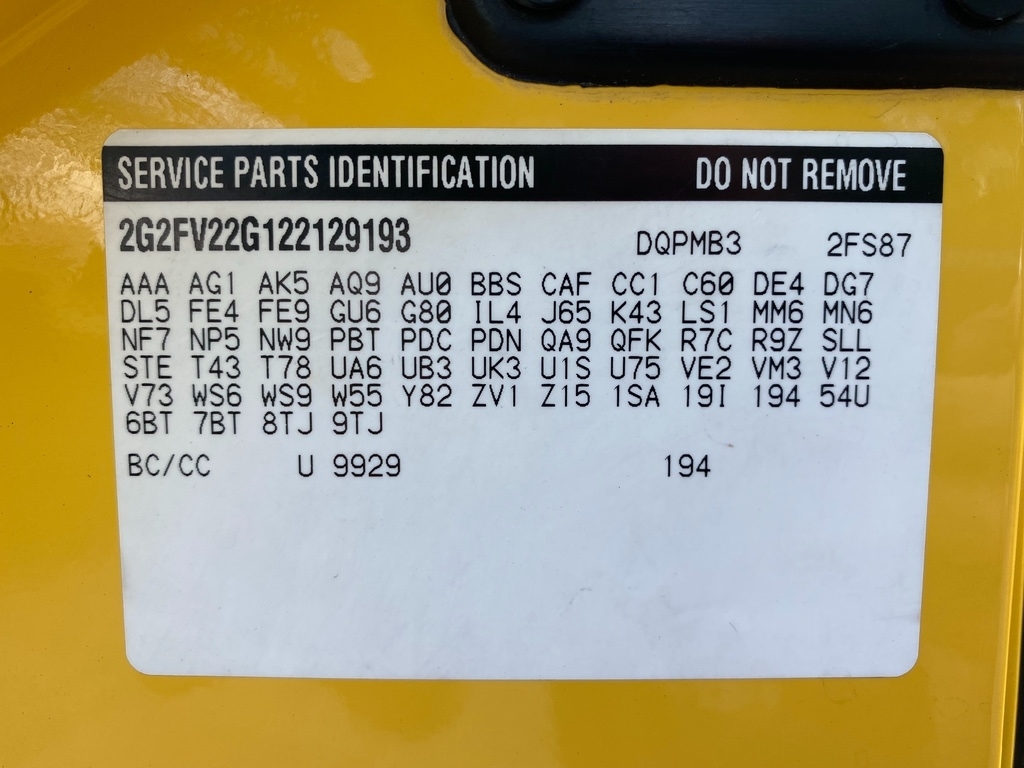 SERVICE PARTS IDENTIFICATION DO NOT REMOVE
2G2FV22G122129193 DQPMB3 2FS87
AAA AG1 AK5 AQ9 AU0 BBS CAF CC1 C60 DE4 DG7
DL5 FE4 FE9 GU6 G80 IL4 J65 K43 LS1 MM6 MN6
NF7 NP5 NW9 PBT PDC PDN QA9 QFK R7C R9Z SLL
STE T43 T78 UA6 UB3 UK3 U1S U75 VE2 VM3 V12
V73 WS6 WS9 W55 Y82 ZV1 Z15 1SA 19I 194 54U
6BT 7BT 8TJ 9TJ
BC/CC U 9929 194